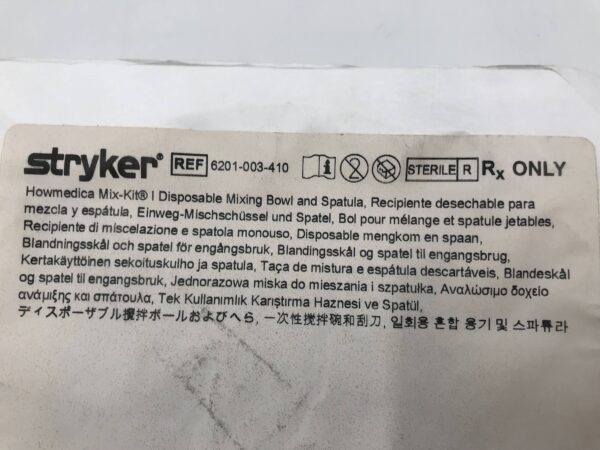 stryker® REF 6201-003-410 STERILE R Rx ONLY
Howmedica Mix-Kit® I Disposable Mixing Bowl and Spatula, Recipiente desechable para
mezcla y espátula, Einweg-Mischschüssel und Spatel, Bol pour mélange et spatule jetables,
Recipiente di miscelazione e spatola monouso, Disposable mengkom en spaan,
Blandningsskål och spatel för engångsbruk, Blandingsskål og spatel til engangsbrug,
Kertakäyttöinen sekoituskulho ja spatula, Taça de mistura e espátula descartáveis, Blandeskål
og spatel til engangsbruk, Jednorazowa miska do mieszania i szpatułka, Αναλώσιμο δοχείο
ανάμιξης και σπάτουλα, Tek Kullanımlık Karıştırma Haznesi ve Spatül,
ディスポーザブル攪拌ボールおよびへら, 一次性搅拌碗和刮刀, 일회용 혼합 용기 및 스파튤라